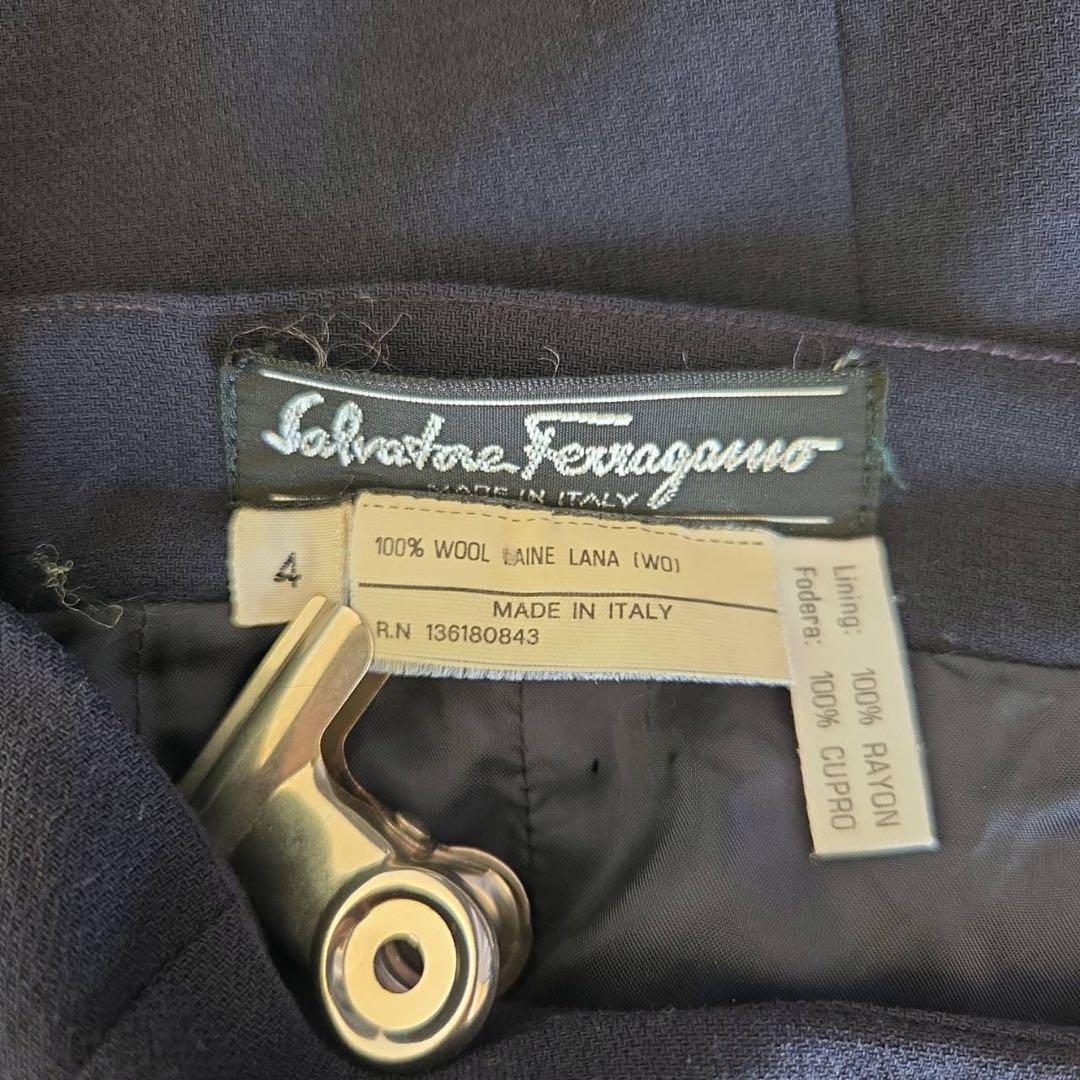 Salvatore Ferragamo
MADE IN ITALY
4
100% WOOL LAINE LANA (WO)
MADE IN ITALY
R.N 136180843
Lining: 100% RAYON
Fodera: 100% CUPRO